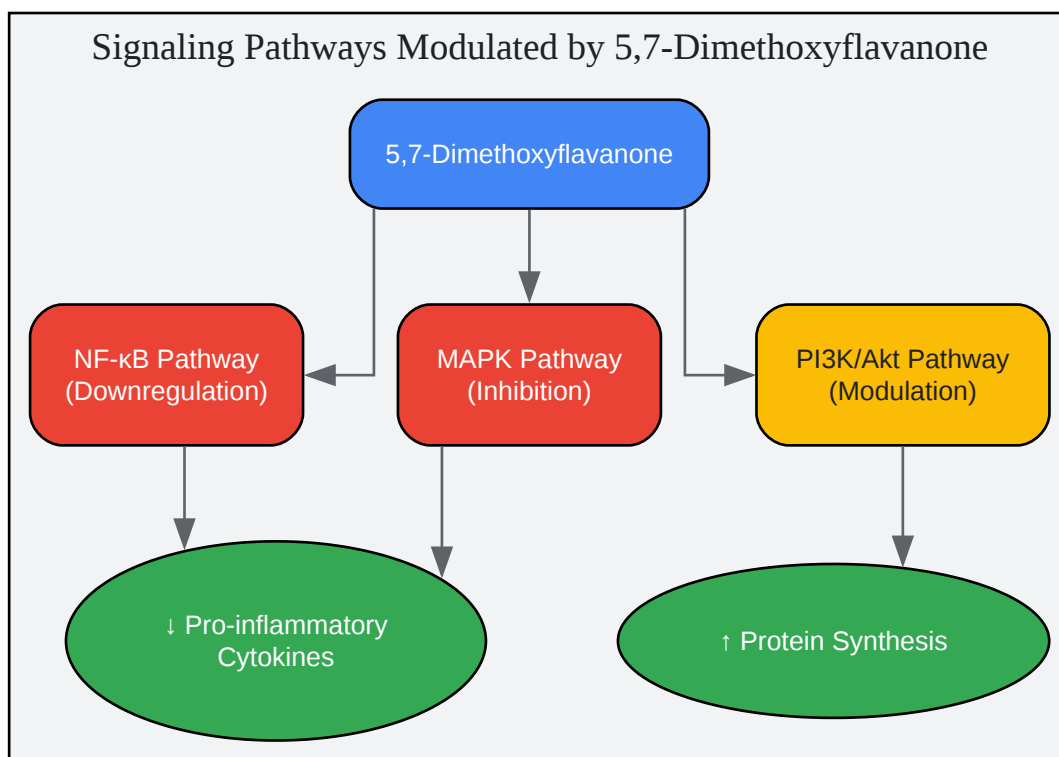 Signaling Pathways Modulated by 5,7-Dimethoxyflavanone
5,7-Dimethoxyflavanone
NF-κB Pathway
(Downregulation)
MAPK Pathway
(Inhibition)
PI3K/Akt Pathway
(Modulation)
↓ Pro-inflammatory
Cytokines
↑ Protein Synthesis